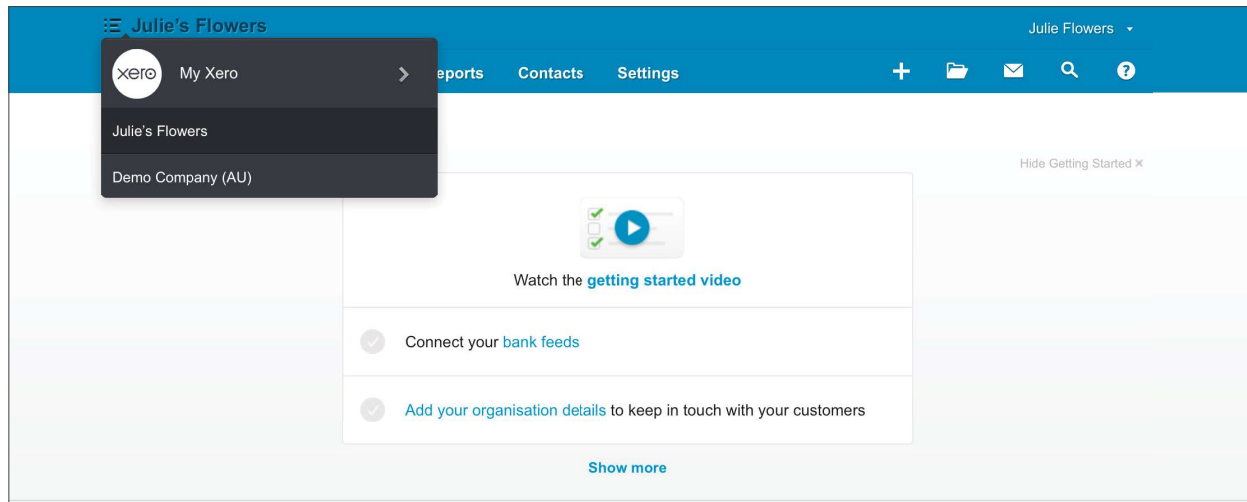 Julie's Flowers
Julie Flowers
xero My Xero
eports Contacts Settings
Julie's Flowers
Demo Company (AU)
Hide Getting Started ×
Watch the getting started video
Connect your bank feeds
Add your organisation details to keep in touch with your customers
Show more